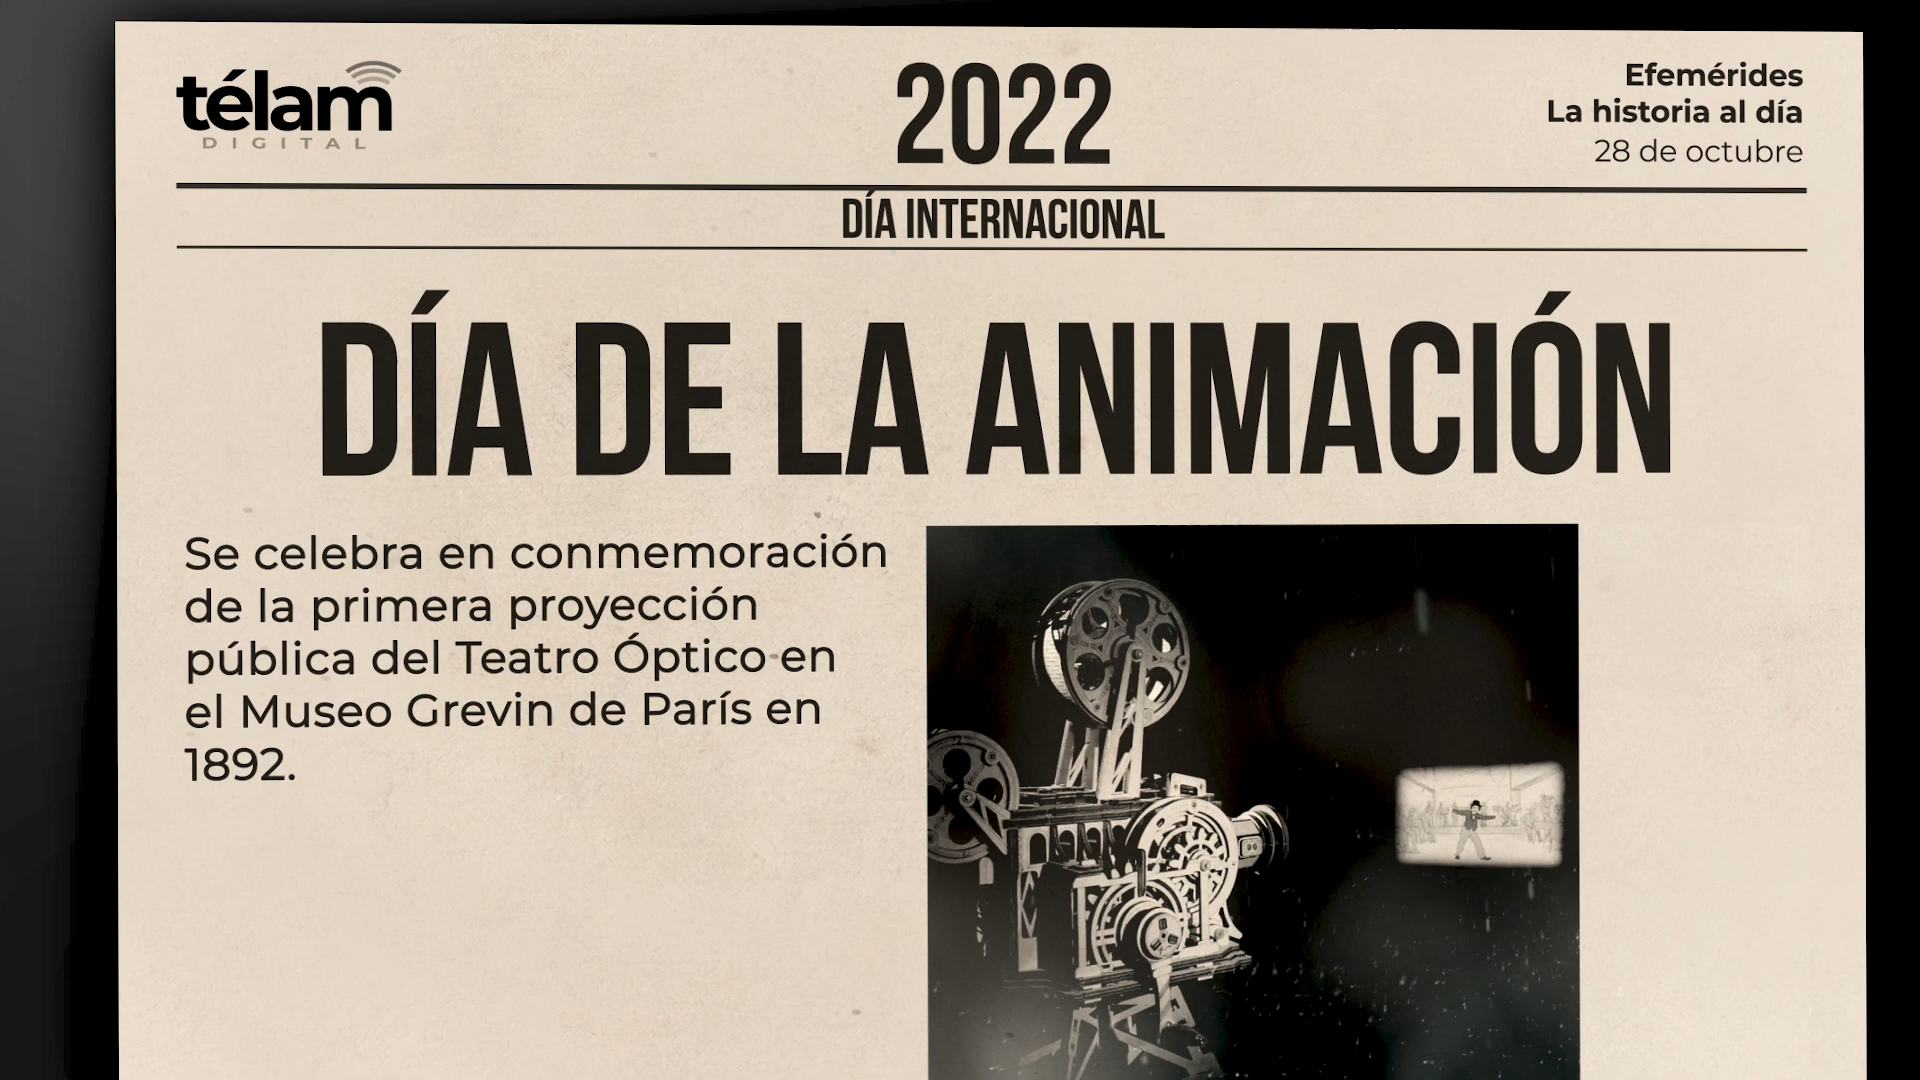 télam
DIGITAL
2022
Efemérides
La historia al día
28 de octubre
DÍA INTERNACIONAL
DÍA DE LA ANIMACIÓN
Se celebra en conmemoración
de la primera proyección
pública del Teatro Óptico en
el Museo Grevin de París en
1892.